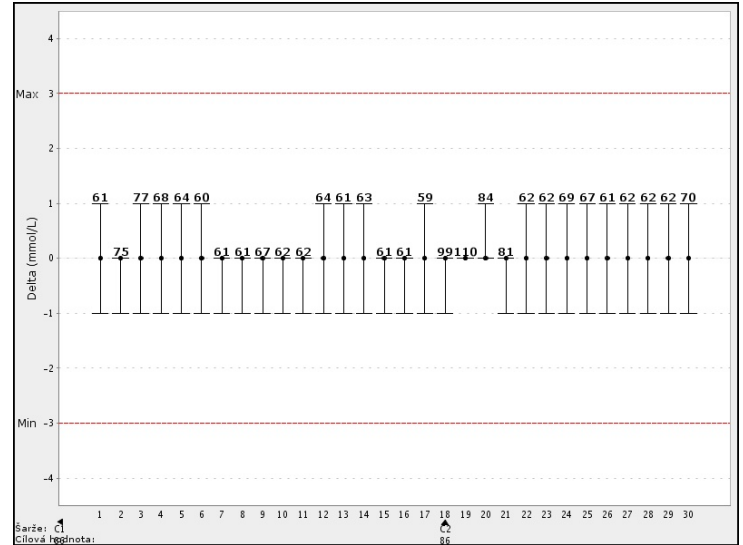 4
Max 3
2
61 77 68 64 60 64 61 63 59 84 62 62 69 67 61 62 62 62 70
1
75 61 61 67 62 62 61 61 99 110 81
0
Delta (mmol/L)
-1
-2
Min -3
-4
1 2 3 4 5 6 7 8 9 10 11 12 13 14 15 16 17 18 19 20 21 22 23 24 25 26 27 28 29 30
Šarže: C1 C2
Cílová hodnota: 86 86